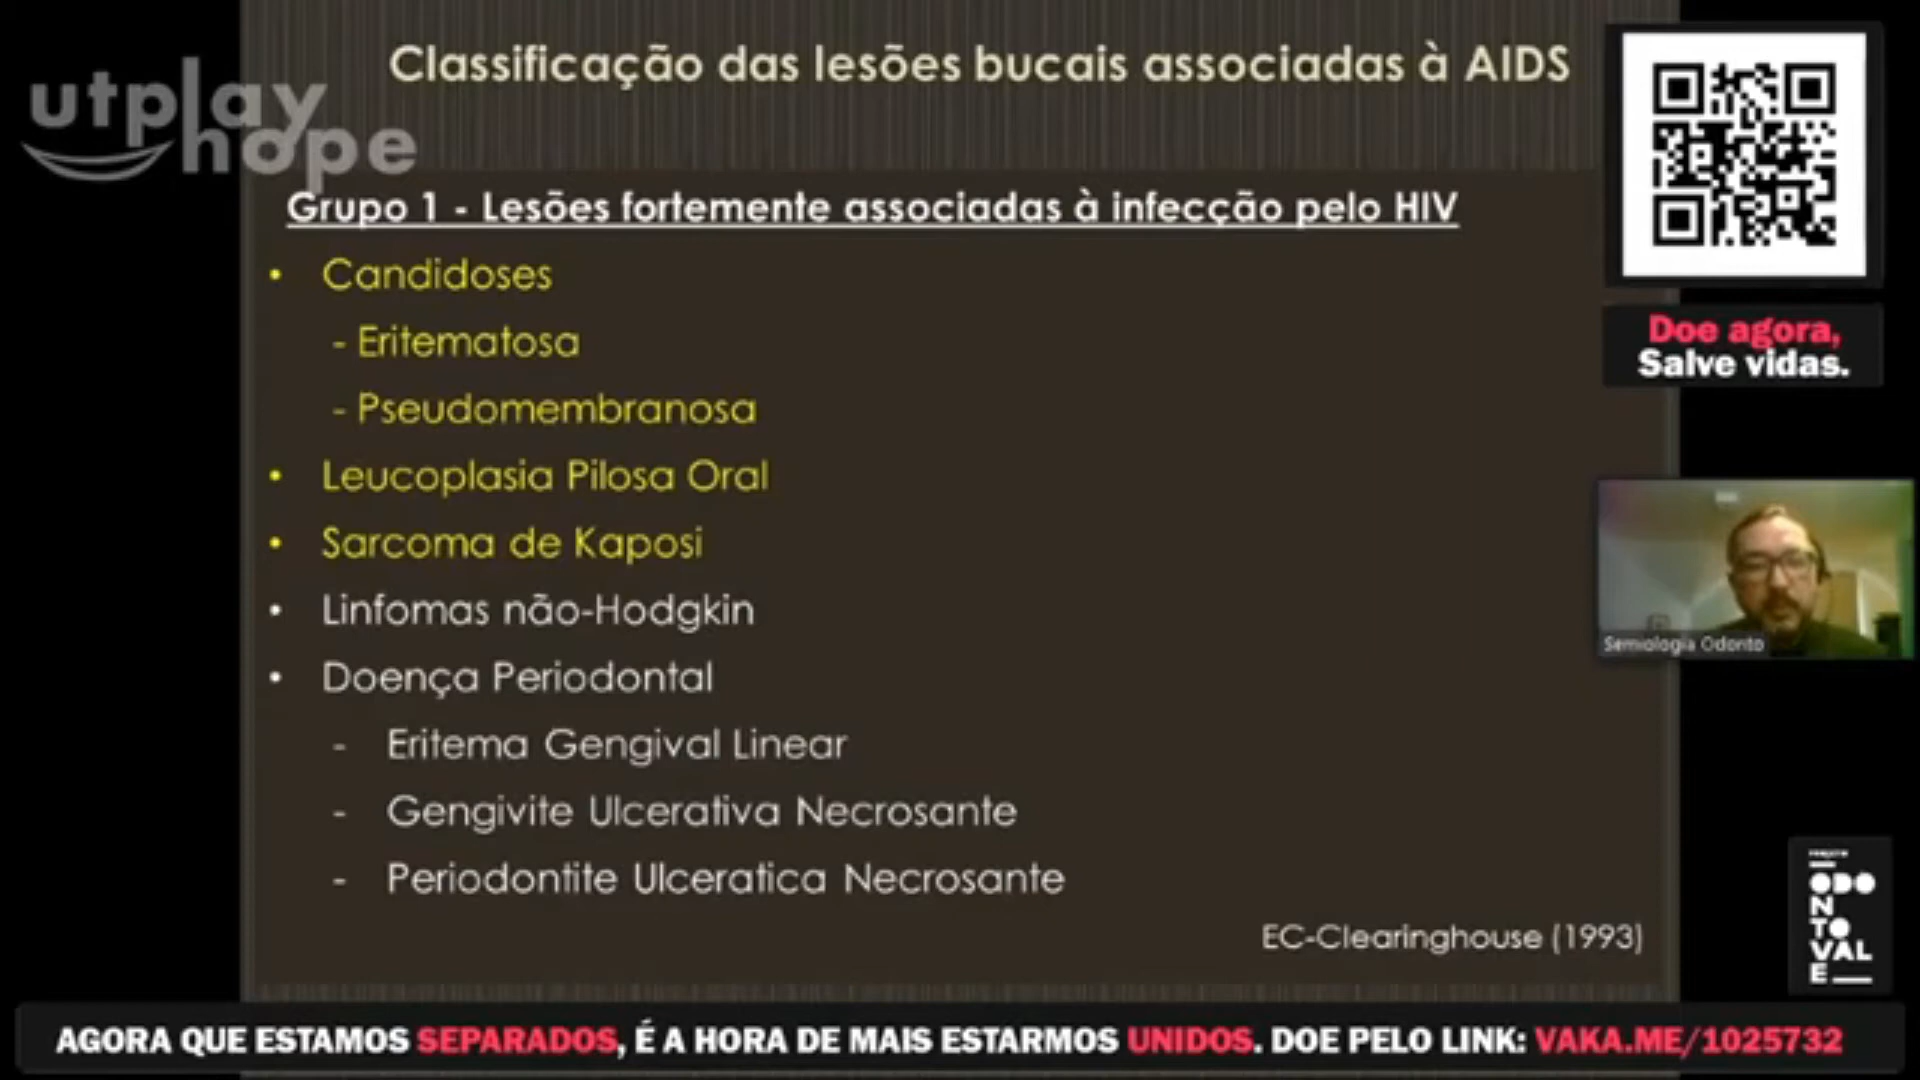 Classificação das lesões bucais associadas à AIDS
utplay
hope
Grupo 1 - Lesões fortemente associadas à infecção pelo HIV
• Candidoses
- Eritematosa
- Pseudomembranosa
• Leucoplasia Pilosa Oral
• Sarcoma de Kaposi
• Linfomas não-Hodgkin
• Doença Periodontal
- Eritema Gengival Linear
- Gengivite Ulcerativa Necrosante
- Periodontite Ulceratica Necrosante
EC-Clearinghouse (1993)
Doe agora,
Salve vidas.
Semiologia Odonto
ODO
N
TO
VAL
E
AGORA QUE ESTAMOS SEPARADOS, É A HORA DE MAIS ESTARMOS UNIDOS. DOE PELO LINK: VAKA.ME/1025732